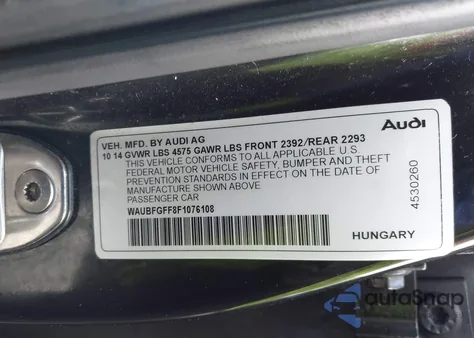 VEH. MFD. BY AUDI AG
10 14 GVWR LBS 4575 GAWR LBS FRONT 2392/REAR 2293
THIS VEHICLE CONFORMS TO ALL APPLICABLE U.S.
FEDERAL MOTOR VEHICLE SAFETY, BUMPER AND THEFT
PREVENTION STANDARDS IN EFFECT ON THE DATE OF
MANUFACTURE SHOWN ABOVE
PASSENGER CAR
WAUBFGFF8F1076108
Audi
4530260
HUNGARY
autoSnap